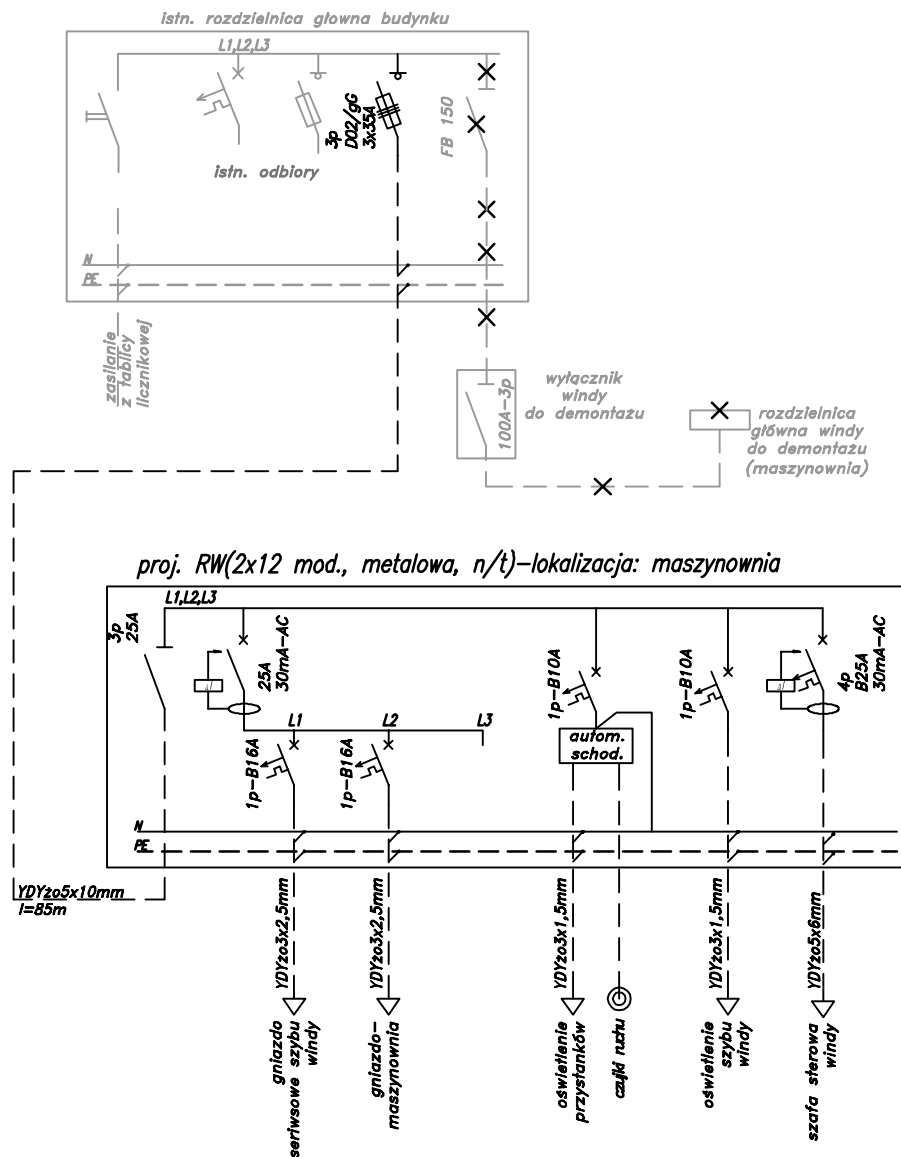 istn. rozdzielnica głowna budynku
L1,L2,L3
3p
D02/gG
3x35A
FB 150
istn. odbiory
N
PE
zasilanie
z tablicy
licznikowej
100A-3p
wyłącznik
windy
do demontażu
rozdzielnica
główna windy
do demontażu
(maszynownia)
proj. RW(2x12 mod., metalowa, n/t)-lokalizacja: maszynownia
L1,L2,L3
3p
25A
25A
30mA-AC
1p-B10A
1p-B10A
4p
B25A
30mA-AC
L1
L2
L3
1p-B16A
1p-B16A
autom.
schod.
N
PE
YDYżo5x10mm
l=85m
YDYżo3x2,5mm
YDYżo3x2,5mm
YDYżo3x1,5mm
YDYżo3x1,5mm
YDYżo5x6mm
gniazdo
seriwsowe szybu
windy
gniazdo-
maszynownia
oświetlenie
przystanków
czujki ruchu
oświetlenie
szybu
windy
szafa sterowa
windy